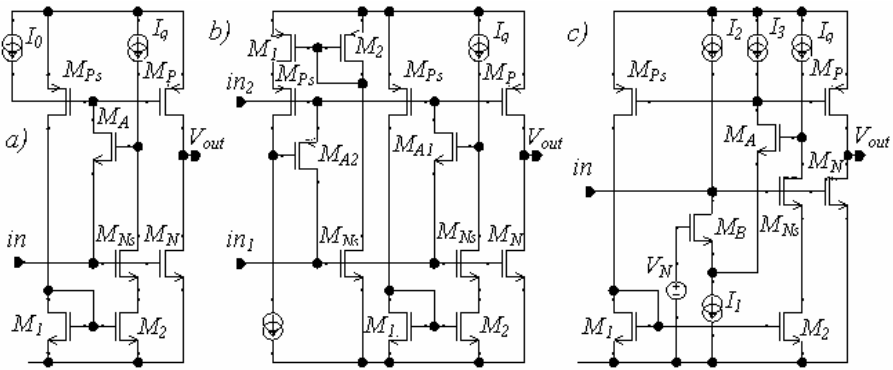 a)
I0
Iq
MPs
MP
MA
Vout
in
MNs
MN
M1
M2
b)
M1
M2
Iq
MPs
MPs
MP
in2
MA2
MA1
Vout
in1
MNs
MNs
MN
M1.
M2
c)
I2
I3
Iq
MPs
MP
MA
Vout
MN
in
MB
MNs
VN
I1
M1
M2